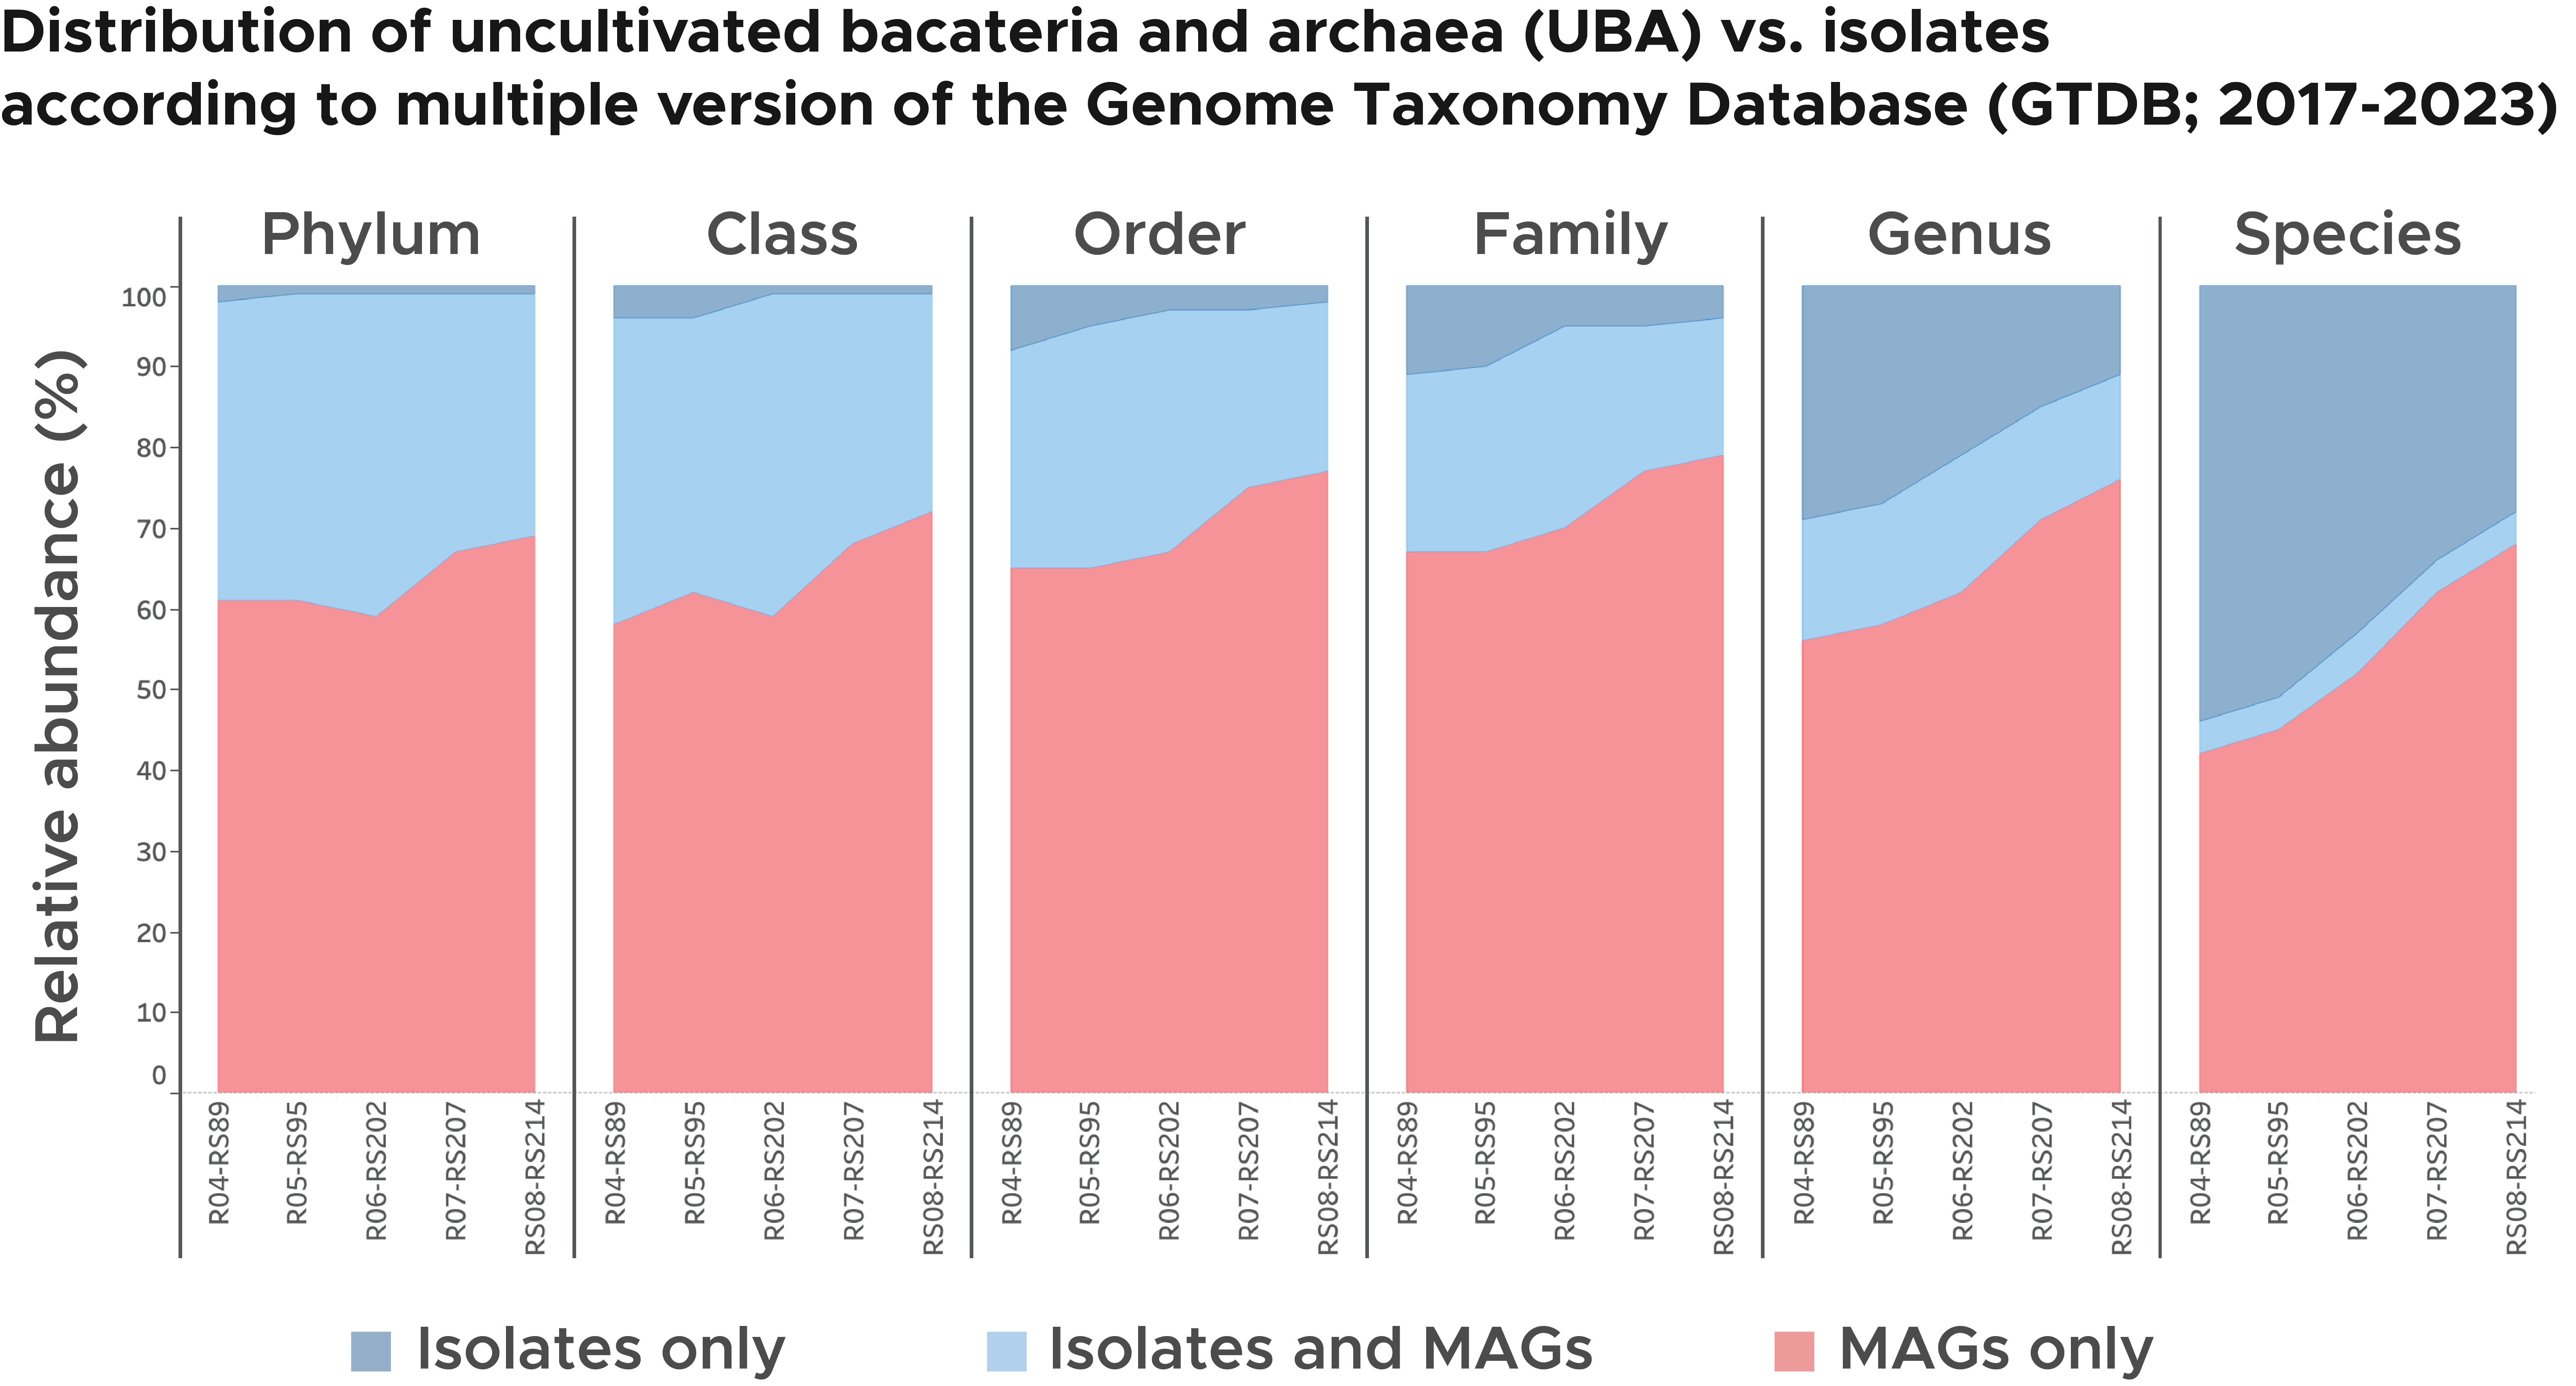 Distribution of uncultivated bacateria and archaea (UBA) vs. isolates
according to multiple version of the Genome Taxonomy Database (GTDB; 2017-2023)
Phylum
Class
Order
Family
Genus
Species
Relative abundance (%)
100
90
80
70
60
50
40
30
20
10
0
R04-RS89
R05-RS95
R06-RS202
R07-RS207
RS08-RS214
R04-RS89
R05-RS95
R06-RS202
R07-RS207
RS08-RS214
R04-RS89
R05-RS95
R06-RS202
R07-RS207
RS08-RS214
R04-RS89
R05-RS95
R06-RS202
R07-RS207
RS08-RS214
R04-RS89
R05-RS95
R06-RS202
R07-RS207
RS08-RS214
R04-RS89
R05-RS95
R06-RS202
R07-RS207
RS08-RS214
Isolates only
Isolates and MAGs
MAGs only